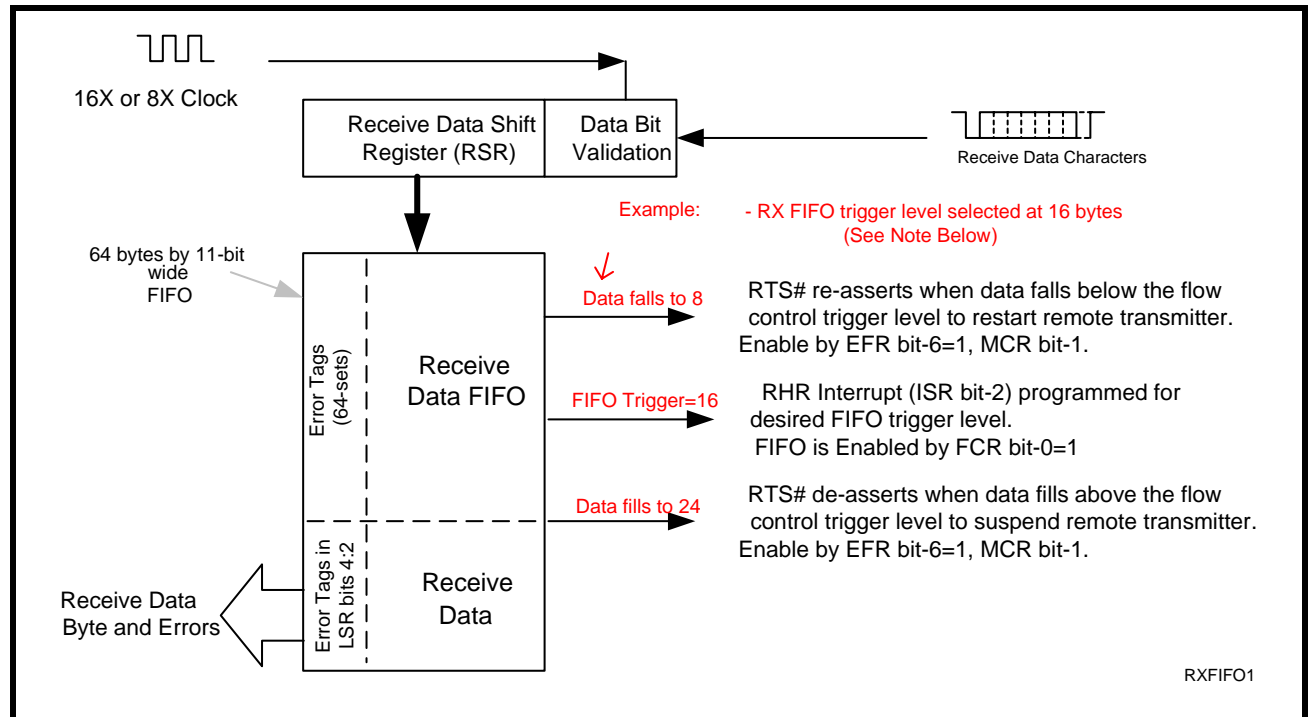 16X or 8X Clock
Receive Data Shift
Register (RSR)
Data Bit
Validation
Receive Data Characters
Example:
- RX FIFO trigger level selected at 16 bytes
(See Note Below)
64 bytes by 11-bit
wide
FIFO
Error Tags
(64-sets)
Receive
Data FIFO
Data falls to 8
RTS# re-asserts when data falls below the flow
control trigger level to restart remote transmitter.
Enable by EFR bit-6=1, MCR bit-1.
FIFO Trigger=16
RHR Interrupt (ISR bit-2) programmed for
desired FIFO trigger level.
FIFO is Enabled by FCR bit-0=1
Data fills to 24
RTS# de-asserts when data fills above the flow
control trigger level to suspend remote transmitter.
Enable by EFR bit-6=1, MCR bit-1.
Error Tags in
LSR bits 4:2
Receive
Data
Receive Data
Byte and Errors
RXFIFO1